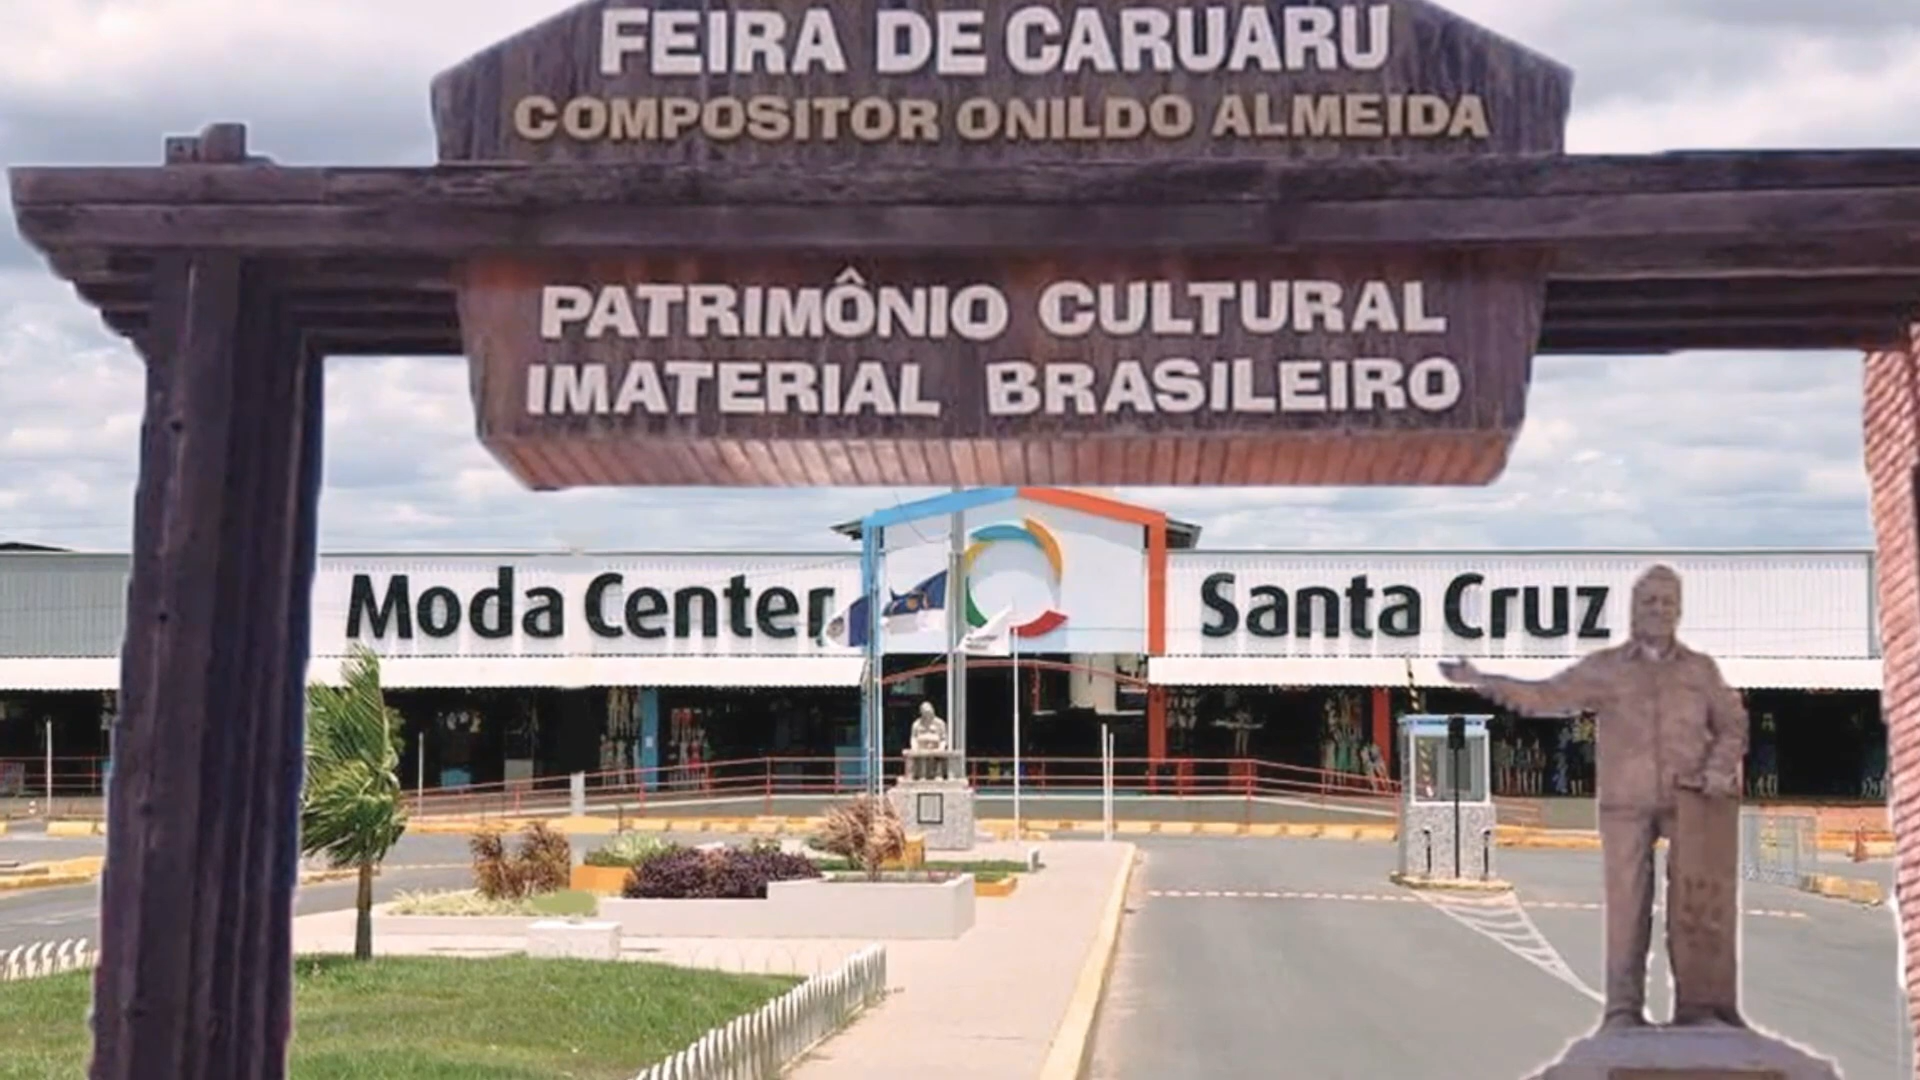 FEIRA DE CARUARU
COMPOSITOR ONILDO ALMEIDA
PATRIMÔNIO CULTURAL
IMATERIAL BRASILEIRO
Moda Center
Santa Cruz